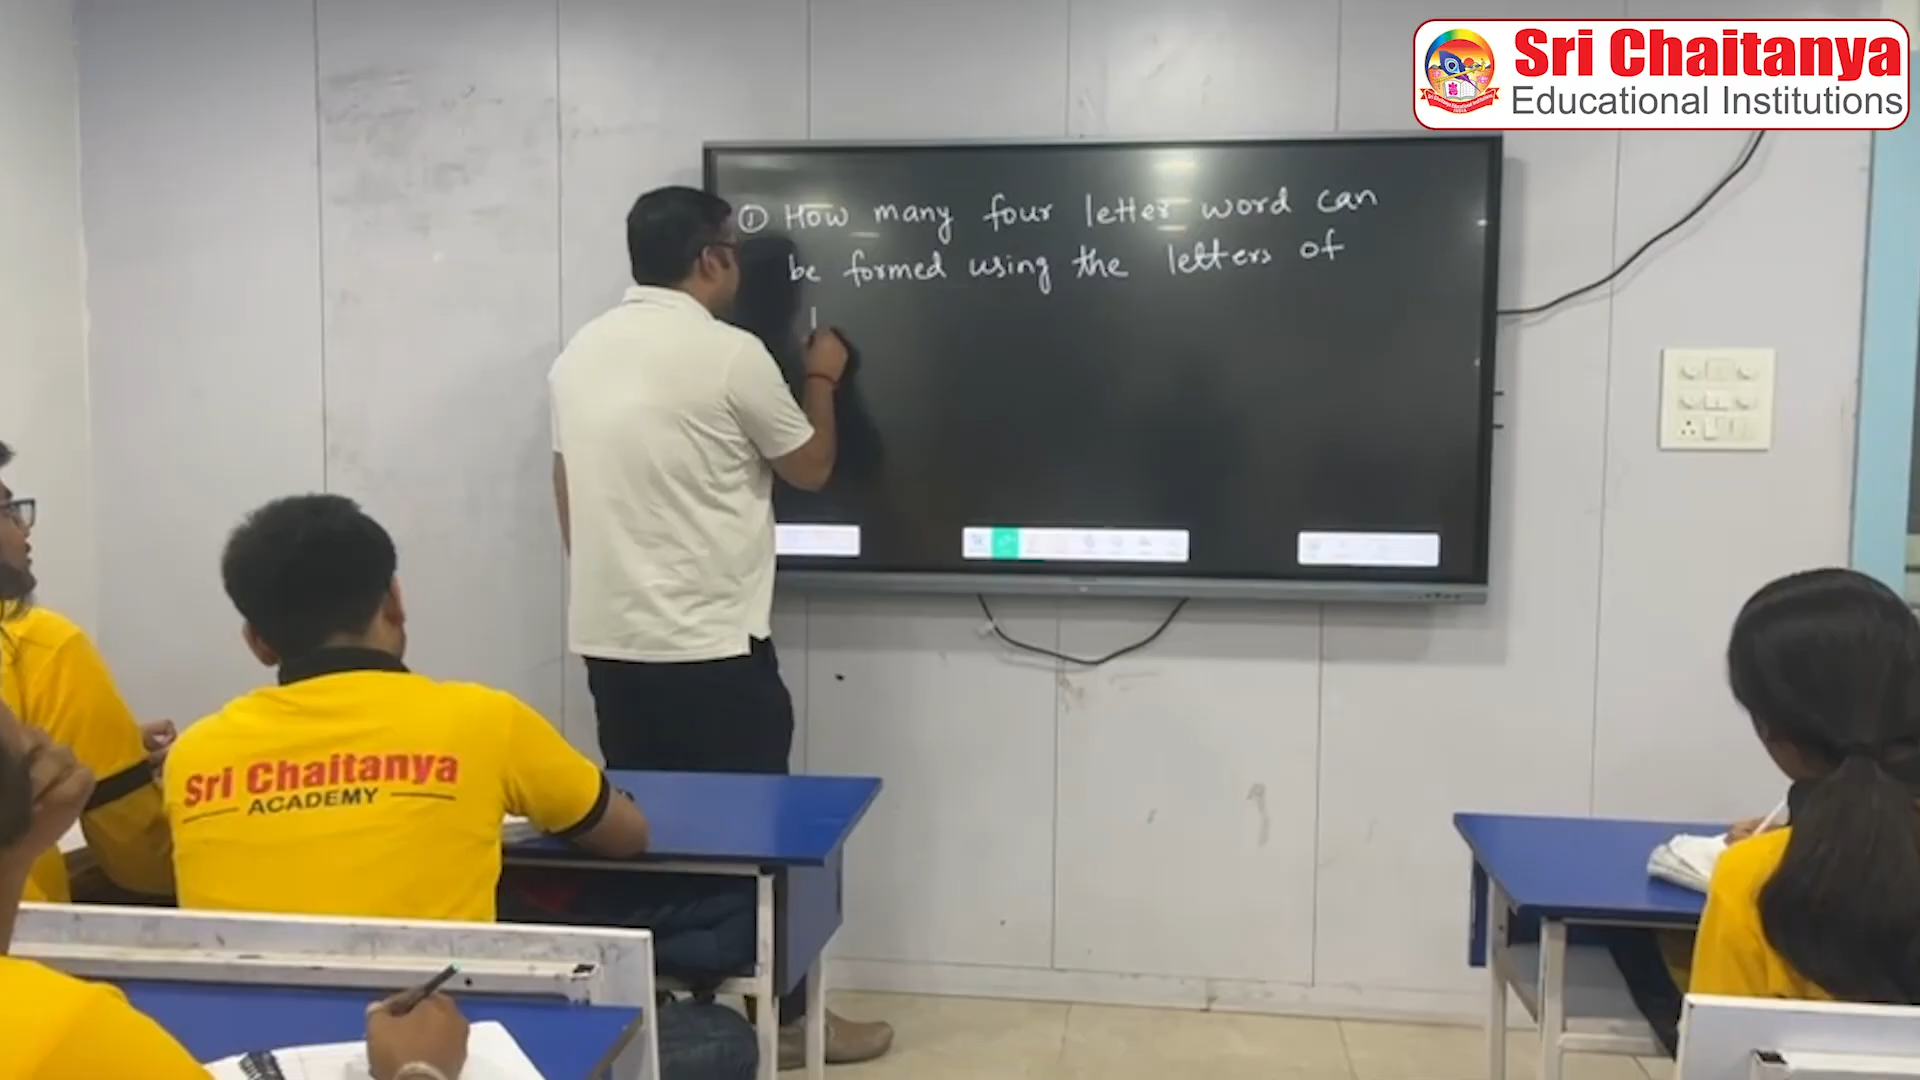 Sri Chaitanya
Educational Institutions
① How many four letter word can
be formed using the letters of
Sri Chaitanya
ACADEMY